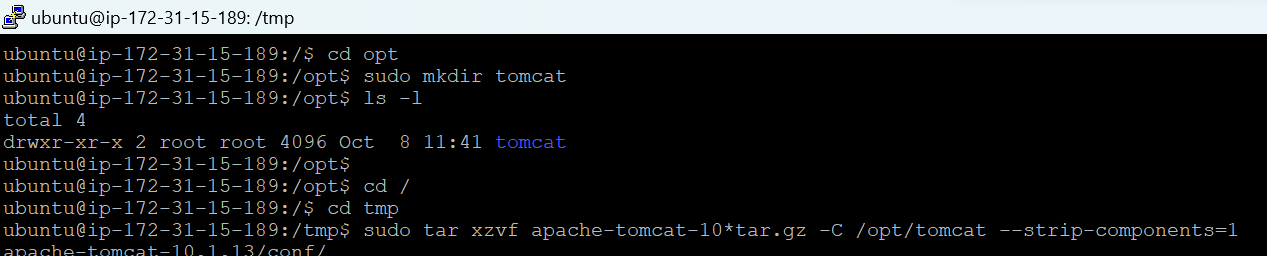 ubuntu@ip-172-31-15-189: /tmp
ubuntu@ip-172-31-15-189:/$ cd opt
ubuntu@ip-172-31-15-189:/opt$ sudo mkdir tomcat
ubuntu@ip-172-31-15-189:/opt$ ls -l
total 4
drwxr-xr-x 2 root root 4096 Oct  8 11:41 tomcat
ubuntu@ip-172-31-15-189:/opt$
ubuntu@ip-172-31-15-189:/opt$ cd /
ubuntu@ip-172-31-15-189:/$ cd tmp
ubuntu@ip-172-31-15-189:/tmp$ sudo tar xzvf apache-tomcat-10*tar.gz -C /opt/tomcat --strip-components=1
apache-tomcat-10.1.13/conf/